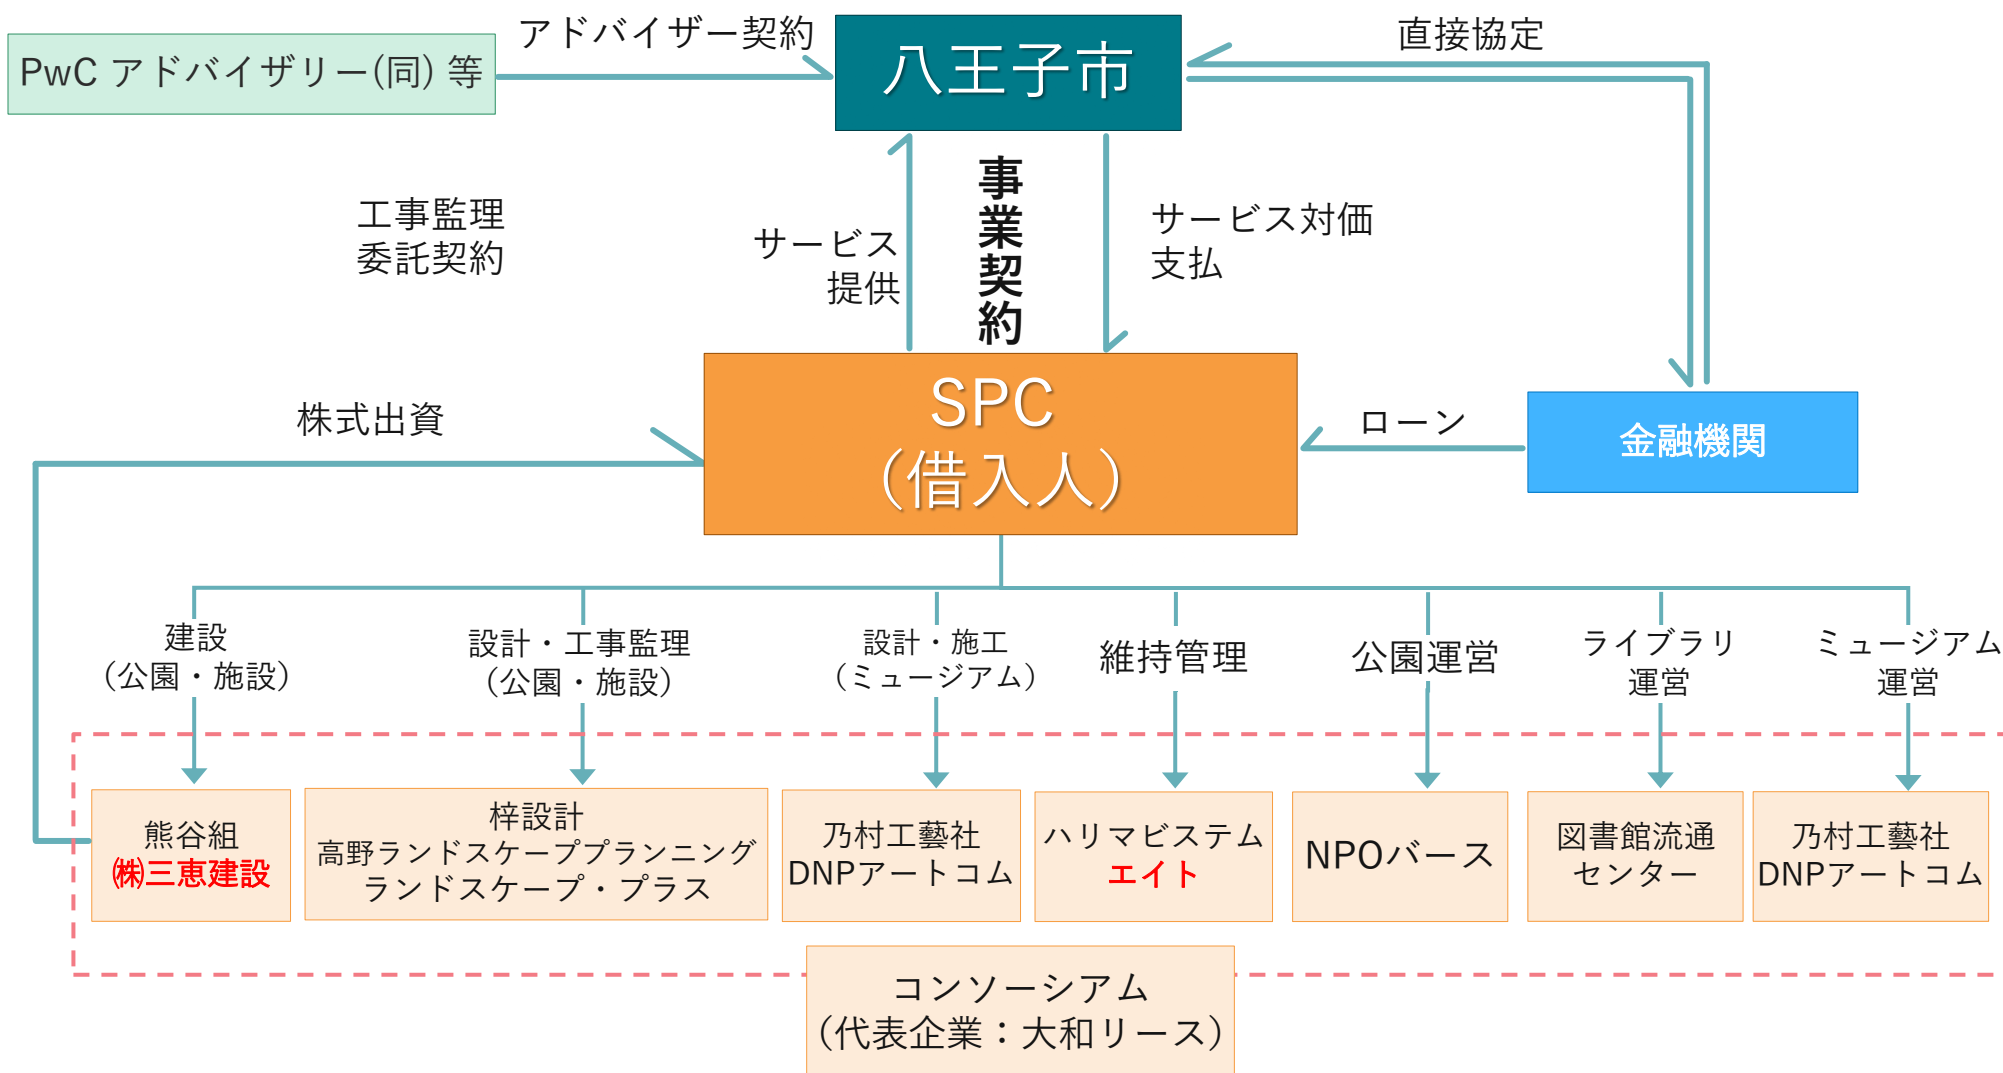 アドバイザー契約
直接協定
PwC アドバイザリー(同) 等
八王子市
事業契約
工事監理
委託契約
サービス
提供
サービス対価
支払
株式出資
SPC
（借入人）
ローン
金融機関
建設
（公園・施設）
設計・工事監理
（公園・施設）
設計・施工
（ミュージアム）
維持管理
公園運営
ライブラリ
運営
ミュージアム
運営
熊谷組
㈱三恵建設
梓設計
高野ランドスケーププランニング
ランドスケープ・プラス
乃村工藝社
DNPアートコム
ハリマビステム
エイト
NPOバース
図書館流通
センター
乃村工藝社
DNPアートコム
コンソーシアム
（代表企業：大和リース）